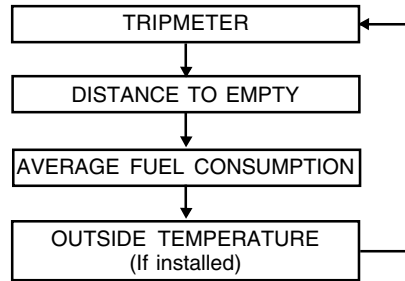 TRIPMETER
DISTANCE TO EMPTY
AVERAGE FUEL CONSUMPTION
OUTSIDE TEMPERATURE
(If installed)